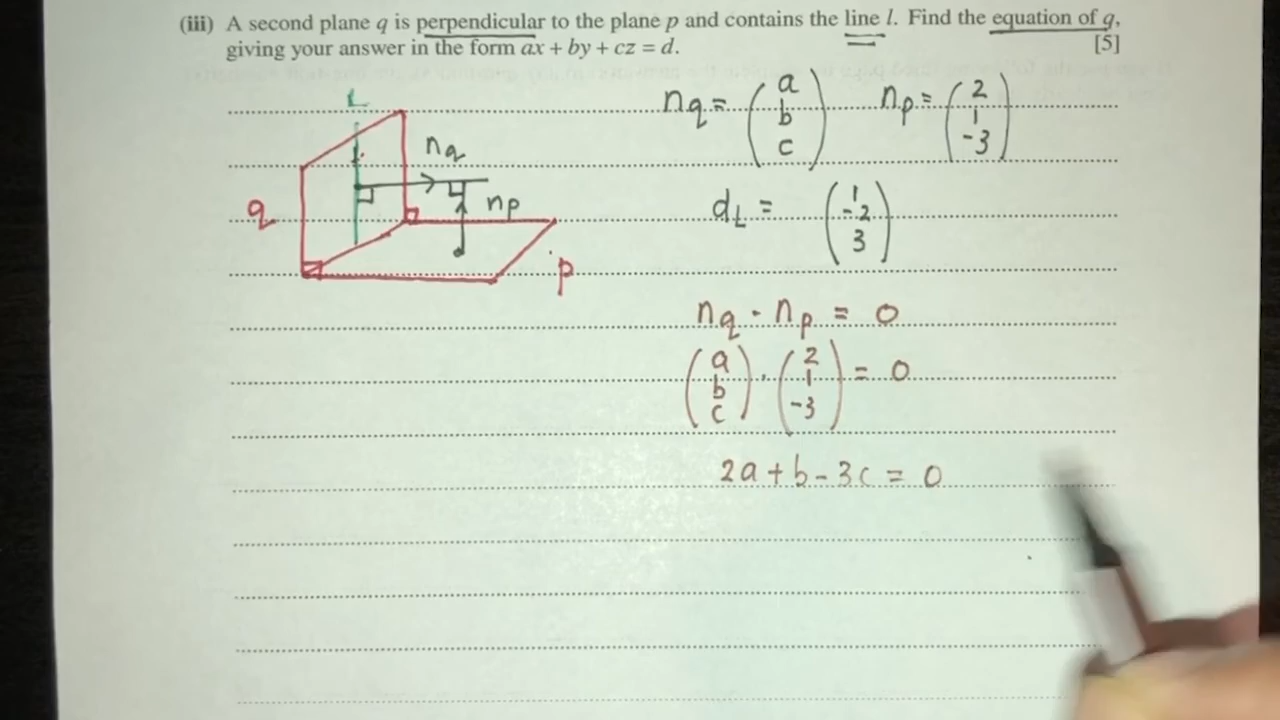 (iii) A second plane q is perpendicular to the plane p and contains the line l. Find the equation of q,
giving your answer in the form ax + by + cz = d. [5]
L
nq
np
q
p
nq = (a b c) np = (2 1 -3)
dL = (1 -2 3)
nq · np = 0
(a b c) · (2 1 -3) = 0
2a + b - 3c = 0